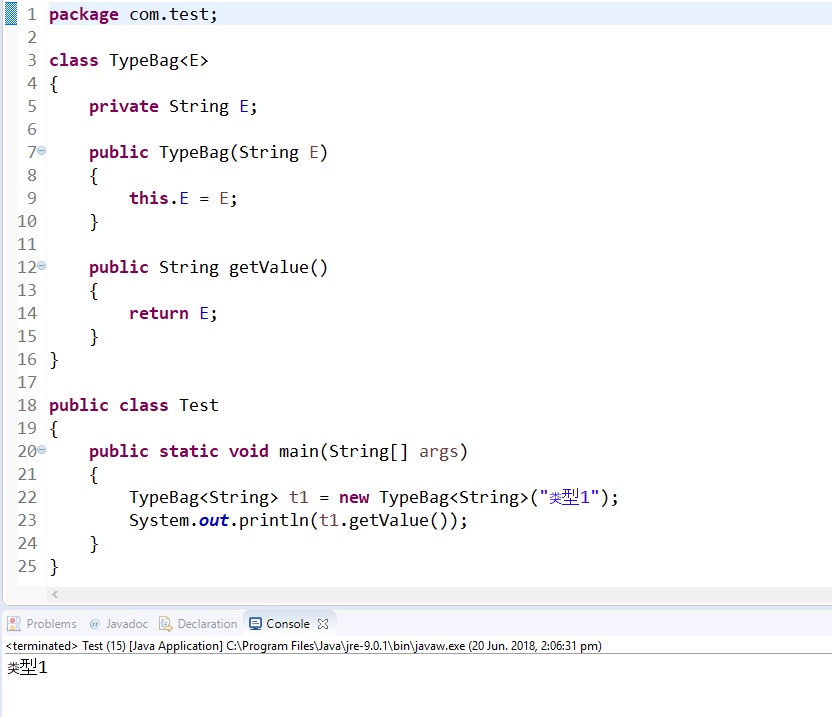 1 package com.test;
2
3 class TypeBag<E>
4 {
5     private String E;
6
7     public TypeBag(String E)
8     {
9         this.E = E;
10     }
11
12     public String getValue()
13     {
14         return E;
15     }
16 }
17
18 public class Test
19 {
20     public static void main(String[] args)
21     {
22         TypeBag<String> t1 = new TypeBag<String>("类型1");
23         System.out.println(t1.getValue());
24     }
25 }
Problems @ Javadoc Declaration Console
<terminated> Test (15) [Java Application] C:\Program Files\Java\jre-9.0.1\bin\javaw.exe (20 Jun. 2018, 2:06:31 pm)
类型1